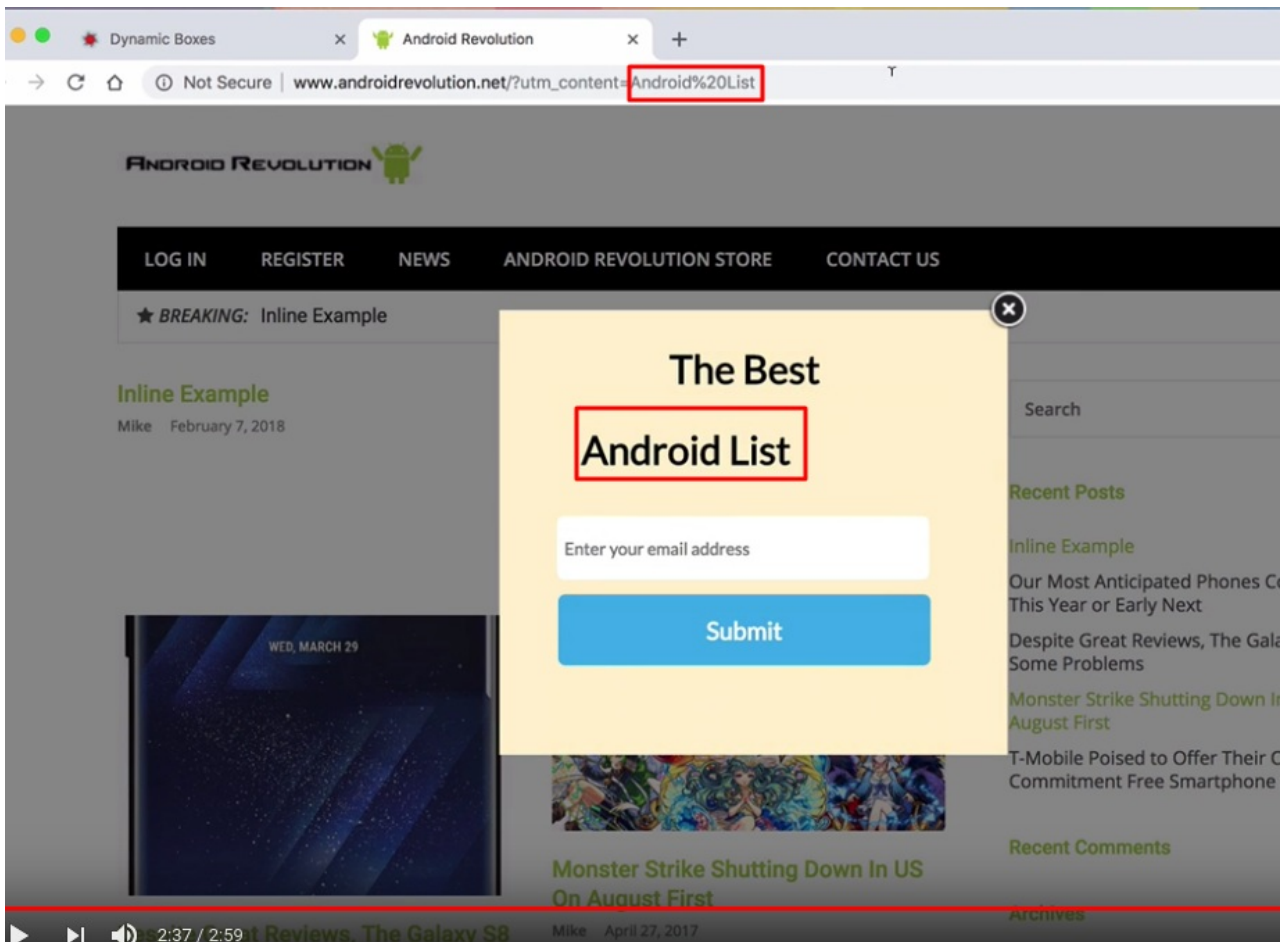 Dynamic Boxes
Android Revolution
Not Secure | www.androidrevolution.net/?utm_content=Android%20List
ANDROID REVOLUTION
LOG IN REGISTER NEWS ANDROID REVOLUTION STORE CONTACT US
BREAKING: Inline Example
The Best
Android List
Enter your email address
Submit
Inline Example
Mike February 7, 2018
WED, MARCH 29
Monster Strike Shutting Down In US
On August First
Mike April 27, 2017
Search
Recent Posts
Inline Example
Our Most Anticipated Phones
This Year or Early Next
Despite Great Reviews, The
Some Problems
Monster Strike Shutting Down
August First
T-Mobile Poised to Offer Their
Commitment Free Smartphone
Recent Comments
Archives
Reviews, The Galaxy S8
2:37 / 2:59